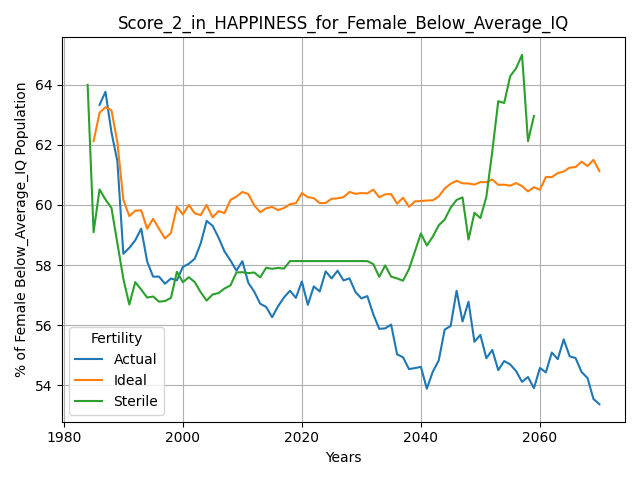 Score_2_in_HAPPINESS_for_Female_Below_Average_IQ
% of Female Below_Average_IQ Population
64
62
60
58
56
54
Fertility
Actual
Ideal
Sterile
1980
2000
2020
2040
2060
Years